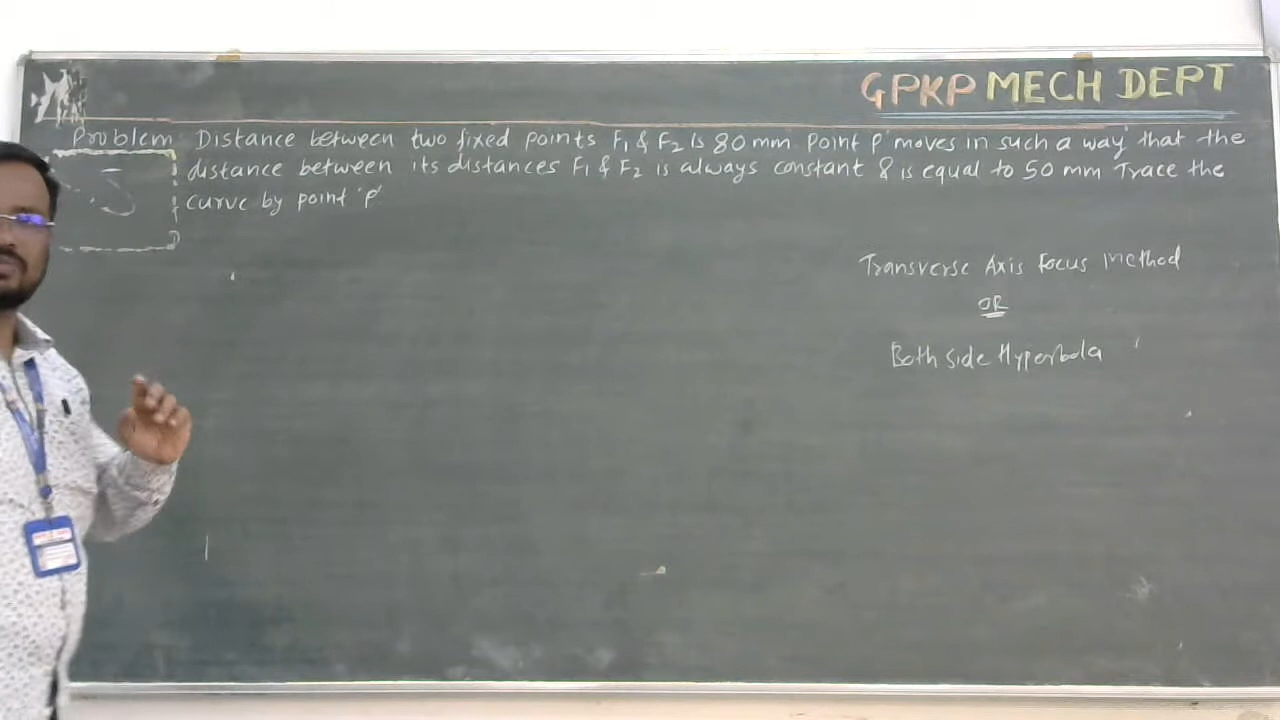 GPKP MECH DEPT
Problem Distance between two fixed points F1 & F2 is 80 mm Point P moves in such a way that the
distance between its distances F1 & F2 is always constant & is equal to 50 mm Trace the
curve by point 'P'
Transverse Axis Focus Method
OR
Both side Hyperbola